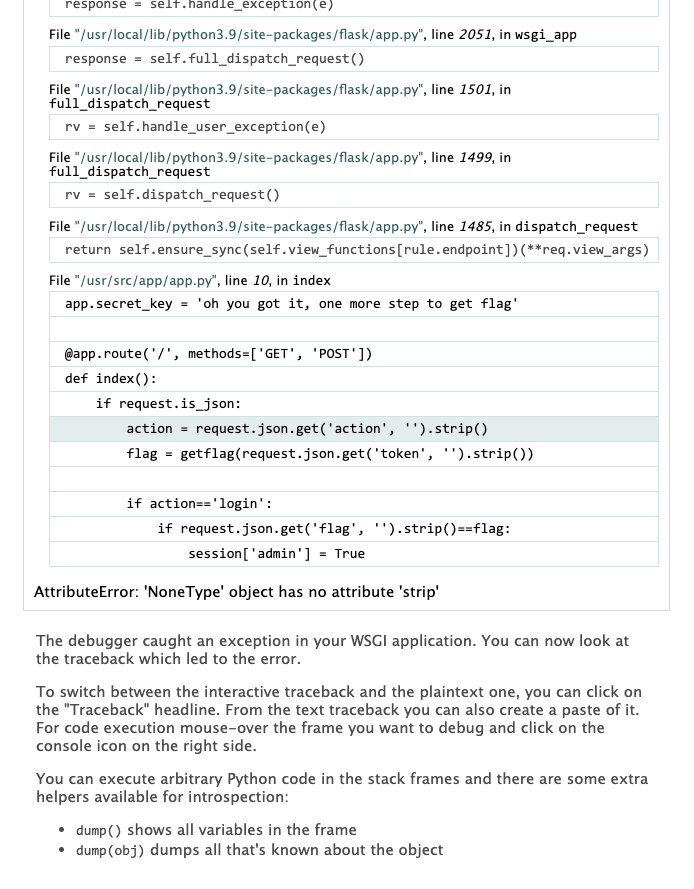 response = self.handle_exception(e)
File "/usr/local/lib/python3.9/site-packages/flask/app.py", line 2051, in wsgi_app
response = self.full_dispatch_request()
File "/usr/local/lib/python3.9/site-packages/flask/app.py", line 1501, in
full_dispatch_request
rv = self.handle_user_exception(e)
File "/usr/local/lib/python3.9/site-packages/flask/app.py", line 1499, in
full_dispatch_request
rv = self.dispatch_request()
File "/usr/local/lib/python3.9/site-packages/flask/app.py", line 1485, in dispatch_request
return self.ensure_sync(self.view_functions[rule.endpoint])(**req.view_args)
File "/usr/src/app/app.py", line 10, in index
app.secret_key = 'oh you got it, one more step to get flag'
@app.route('/', methods=['GET', 'POST'])
def index():
if request.is_json:
action = request.json.get('action', '').strip()
flag = getflag(request.json.get('token', '').strip())
if action=='login':
if request.json.get('flag', '').strip()==flag:
session['admin'] = True
AttributeError: 'NoneType' object has no attribute 'strip'
The debugger caught an exception in your WSGI application. You can now look at
the traceback which led to the error.
To switch between the interactive traceback and the plaintext one, you can click on
the "Traceback" headline. From the text traceback you can also create a paste of it.
For code execution mouse-over the frame you want to debug and click on the
console icon on the right side.
You can execute arbitrary Python code in the stack frames and there are some extra
helpers available for introspection:
• dump() shows all variables in the frame
• dump(obj) dumps all that's known about the object